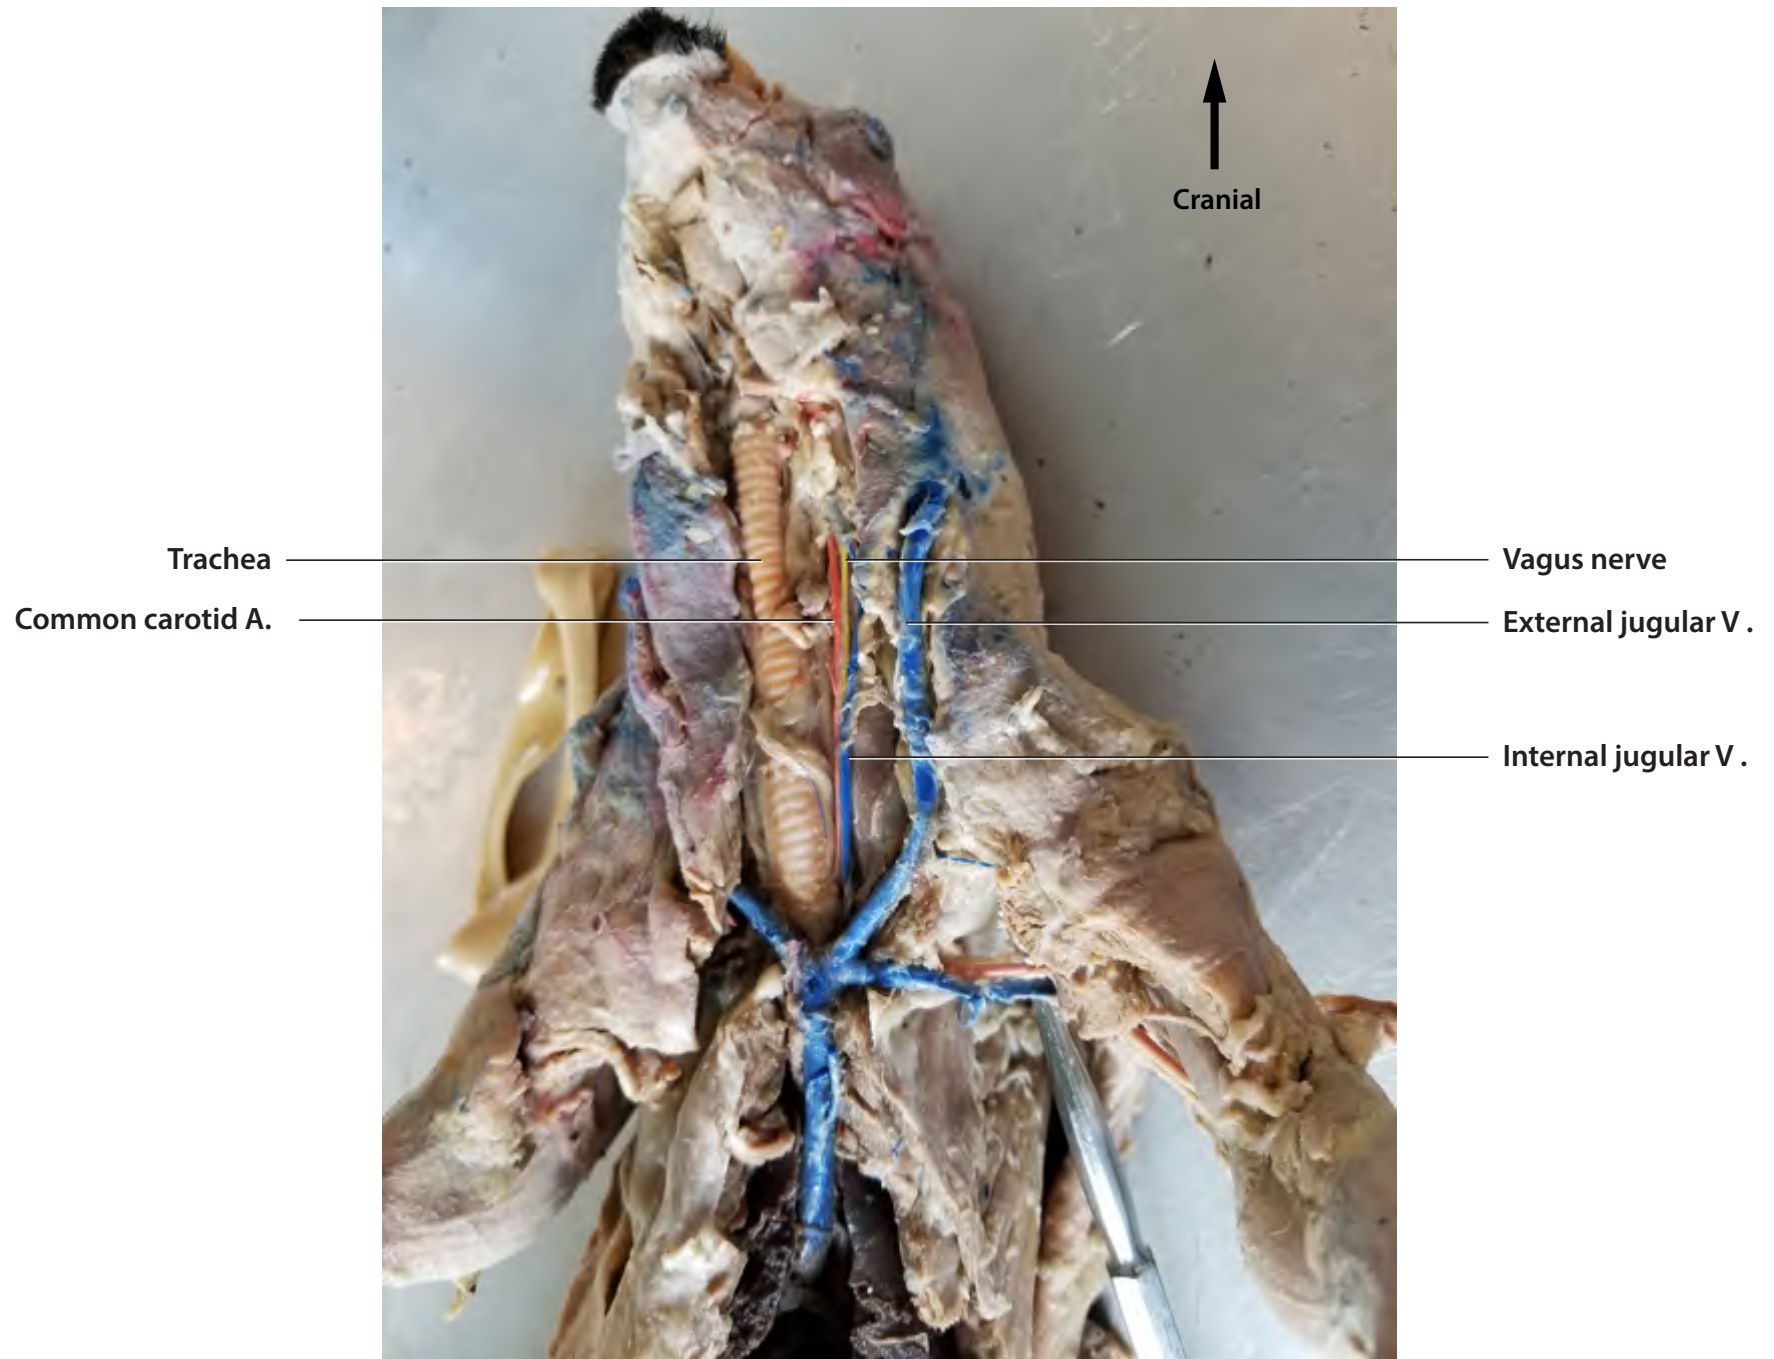 Cranial
Trachea
Vagus nerve
Common carotid A.
External jugular V .
Internal jugular V .